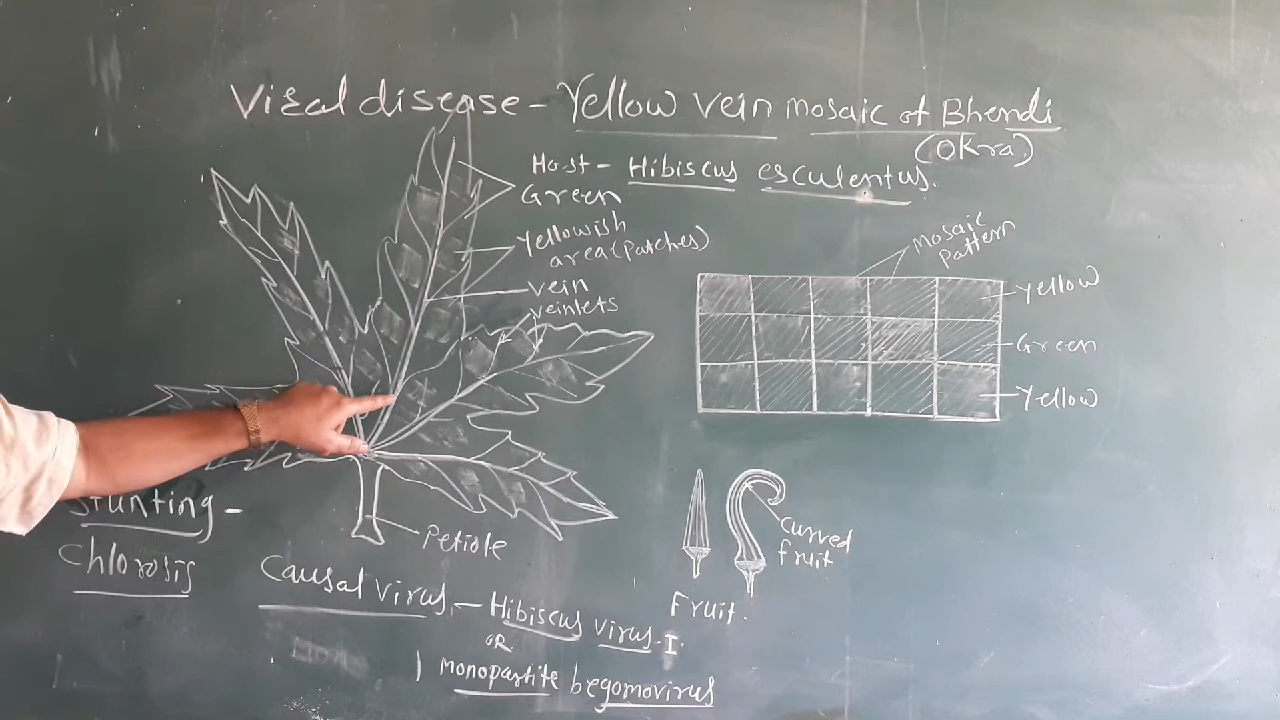 Viral disease - Yellow vein mosaic of Bhendi
(Okra)
Host - Hibiscus esculentus.
Green
Yellowish
area (patches)
vein
veinlets
Petiole
Mosaic
pattern
Yellow
Green
Yellow
Curved
fruit
Fruit.
Stunting -
Chlorosis
Causal virus - Hibiscus virus-I.
OR
monopartite begomovirus